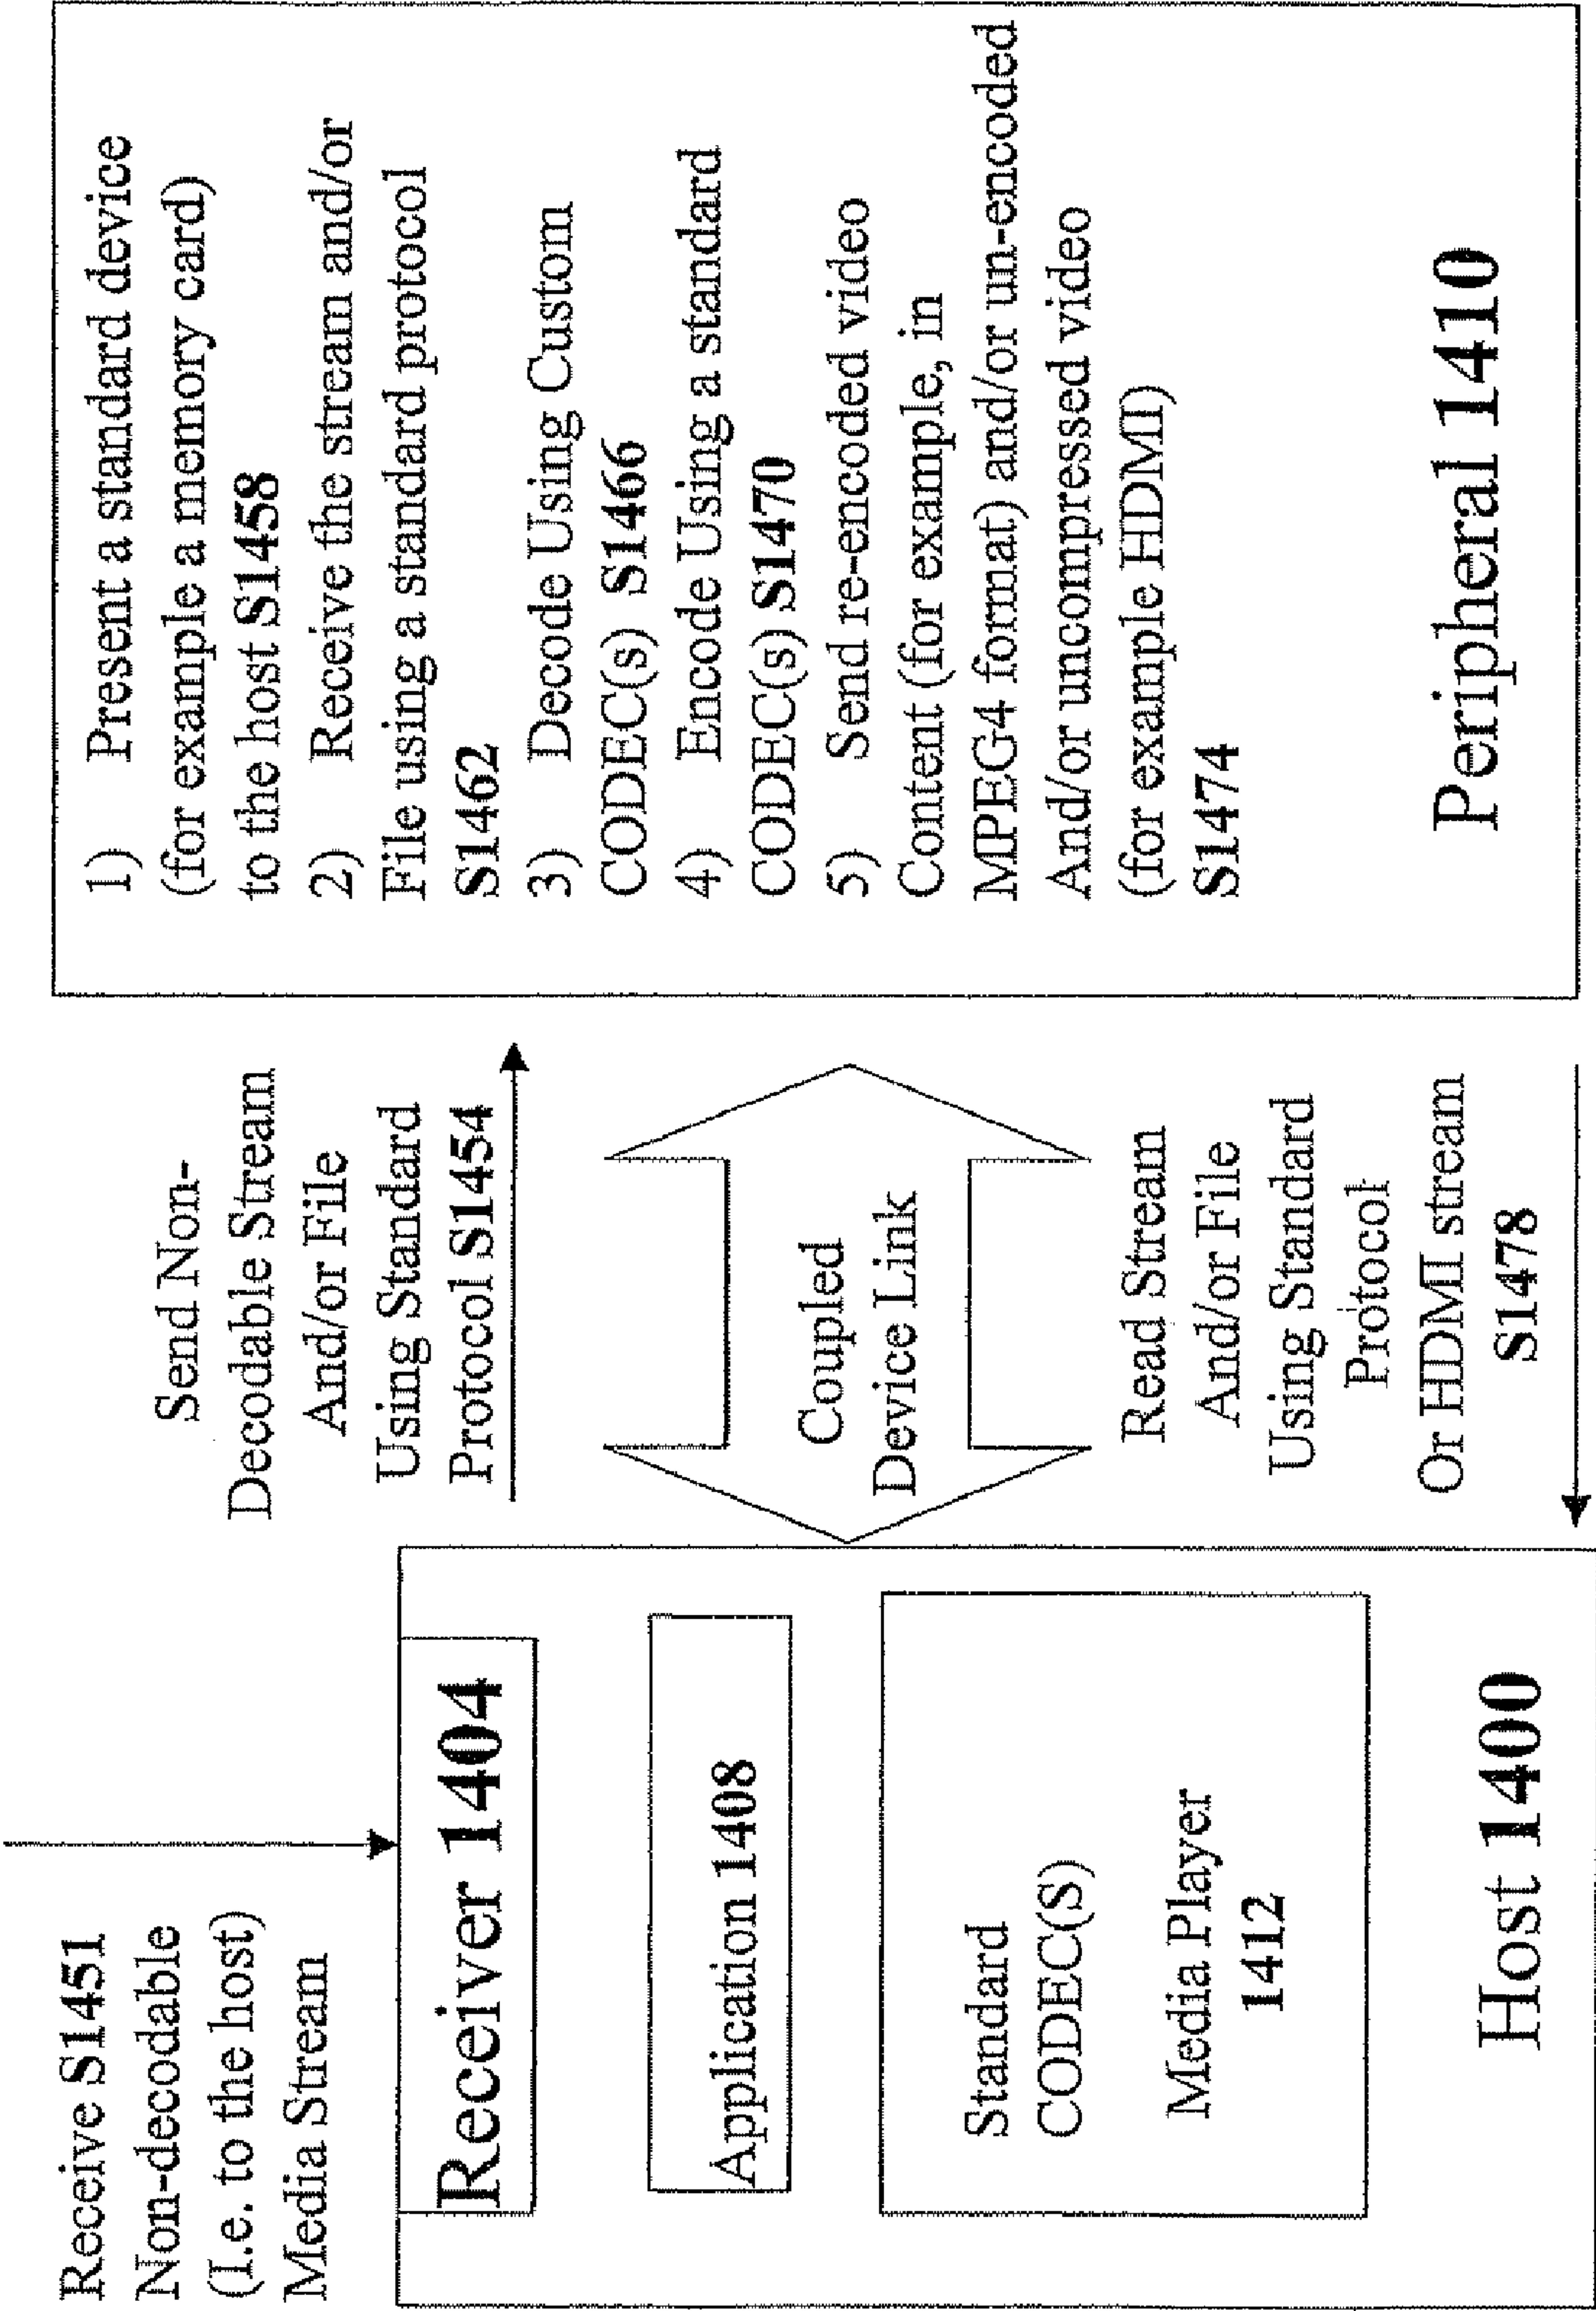 Receive S1451
Non-decodable
(I.e. to the host)
Media Stream
Receiver 1404
Application 1408
Standard
CODEC(S)
Media Player
1412
Host 1400
Send Non-
Decodable Stream
And/or File
Using Standard
Protocol S1454
Coupled
Device Link
Read Stream
And/or File
Using Standard
Protocol
Or HDMI stream
S1478
1) Present a standard device
(for example a memory card)
to the host S1458
2) Receive the stream and/or
File using a standard protocol
S1462
3) Decode Using Custom
CODEC(s) S1466
4) Encode Using a standard
CODEC(s) S1470
5) Send re-encoded video
Content (for example, in
MPEG4 format) and/or un-encoded
And/or uncompressed video
(for example HDMI)
S1474
Peripheral 1410